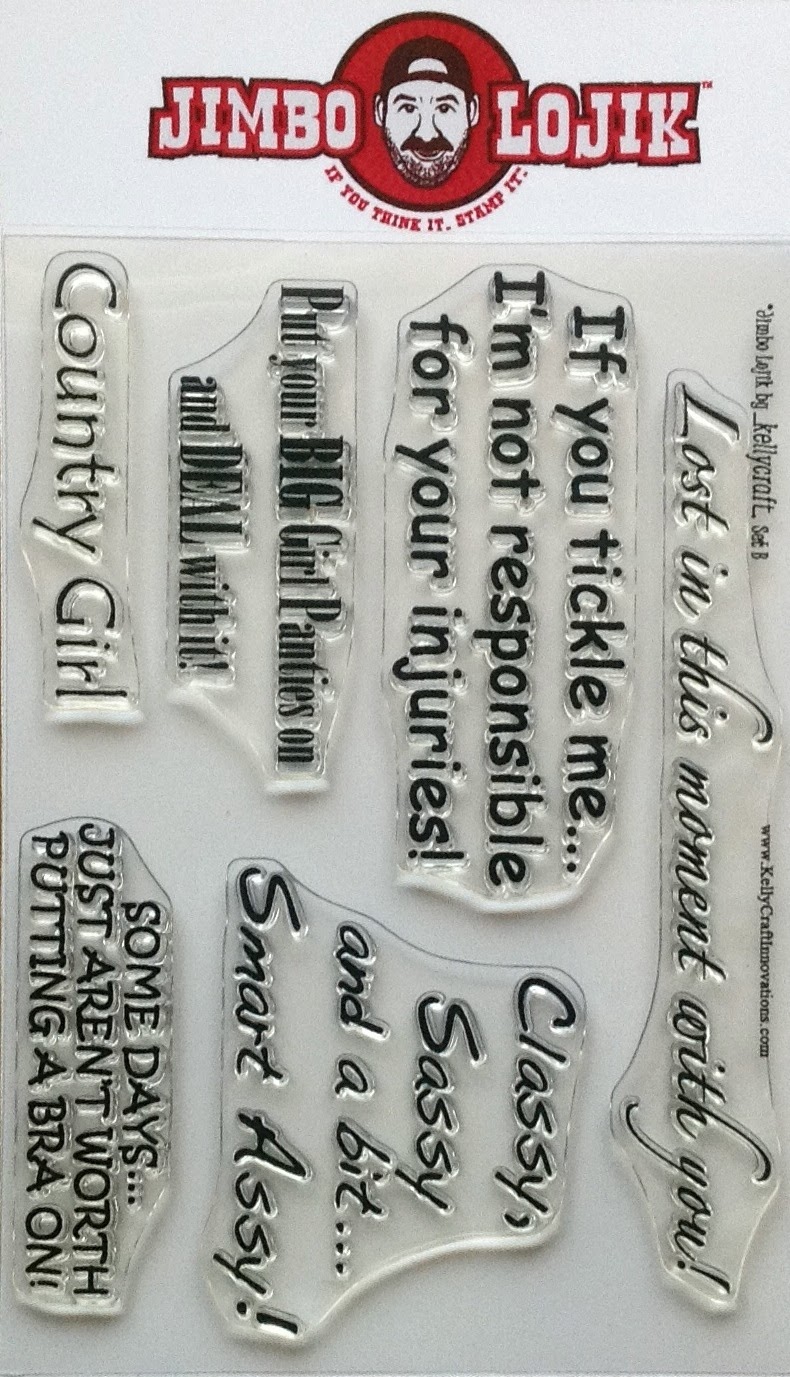 JIMBO LOJIK™
IF YOU THINK IT. STAMP IT.
*Jimbo Lojik by _kellycraft_ Set B
www.KellyCraftInnovations.com
Lost in this moment with you!
If you tickle me...
I'm not responsible
for your injuries!
Put your BIG Girl Panties on
and DEAL with it!
Country Girl
Classy,
Sassy
and a bit....
Smart Assy!
SOME DAYS...
JUST AREN'T WORTH
PUTTING A BRA ON!